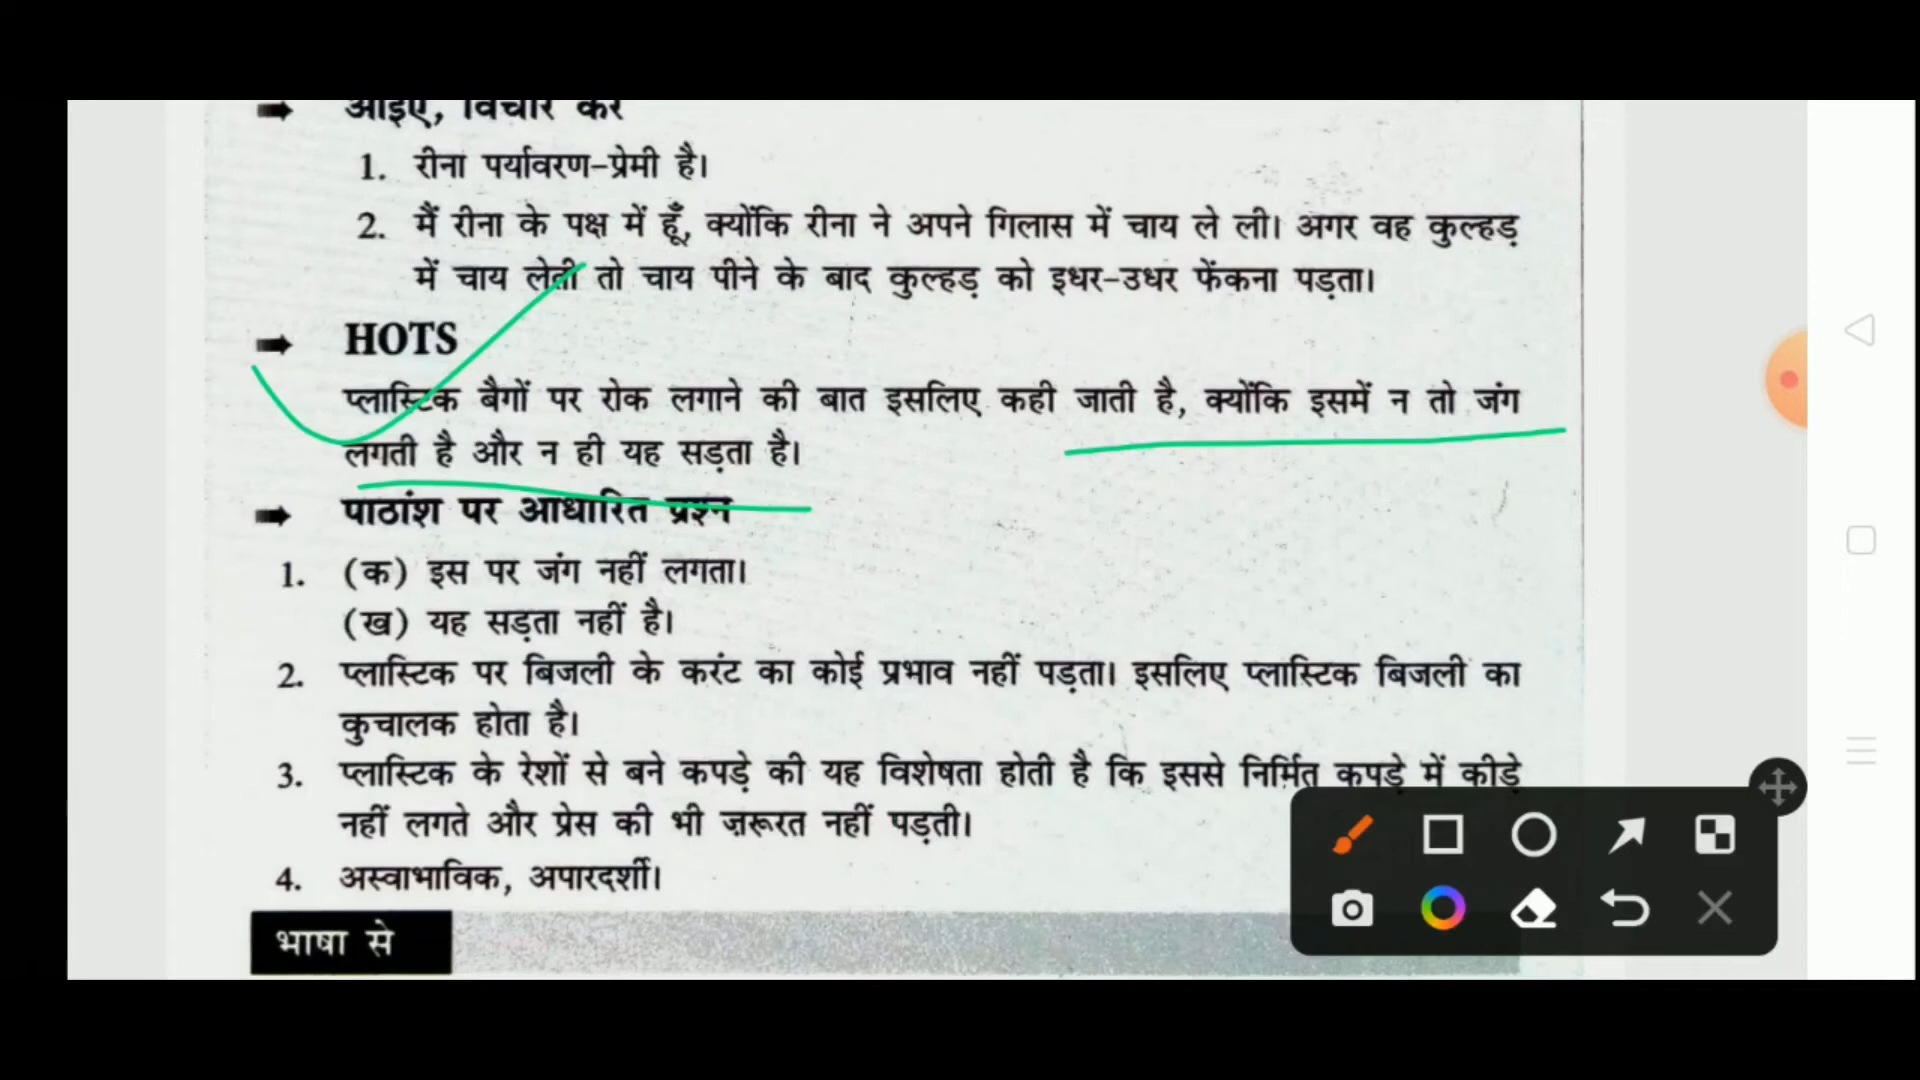 आइए, विचार करें
1. रीना पर्यावरण-प्रेमी है।
2. मैं रीना के पक्ष में हूँ, क्योंकि रीना ने अपने गिलास में चाय ले ली। अगर वह कुल्हड़
में चाय लेती तो चाय पीने के बाद कुल्हड़ को इधर-उधर फेंकना पड़ता।
HOTS
प्लास्टिक बैगों पर रोक लगाने की बात इसलिए कही जाती है, क्योंकि इसमें न तो जंग
लगती है और न ही यह सड़ता है।
पाठांश पर आधारित प्रश्न
1. (क) इस पर जंग नहीं लगता।
(ख) यह सड़ता नहीं है।
2. प्लास्टिक पर बिजली के करंट का कोई प्रभाव नहीं पड़ता। इसलिए प्लास्टिक बिजली का
कुचालक होता है।
3. प्लास्टिक के रेशों से बने कपड़े की यह विशेषता होती है कि इससे निर्मित कपड़े में कीड़े
नहीं लगते और प्रेस की भी ज़रूरत नहीं पड़ती।
4. अस्वाभाविक, अपारदर्शी।
भाषा से